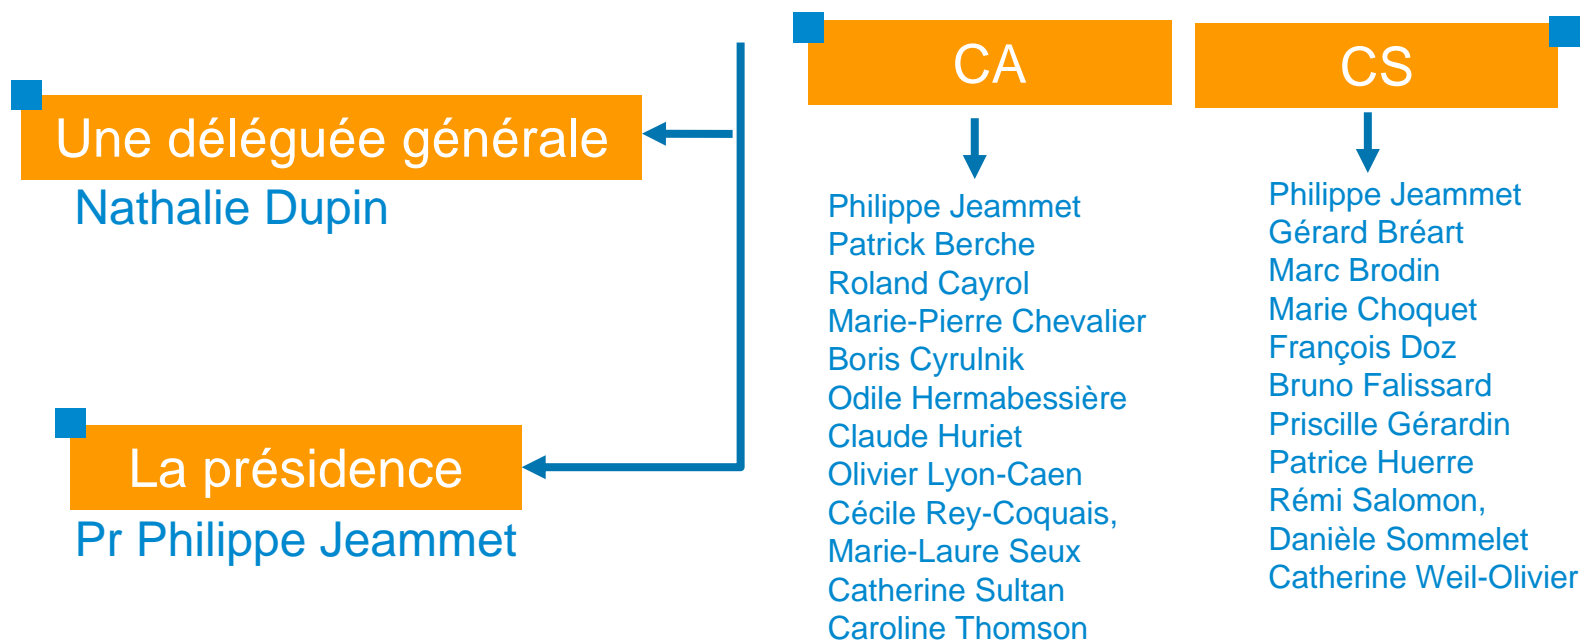 Une déléguée générale
Nathalie Dupin
La présidence
Pr Philippe Jeammet
CA
Philippe Jeammet
Patrick Berche
Roland Cayrol
Marie-Pierre Chevalier
Boris Cyrulnik
Odile Hermabessière
Claude Huriet
Olivier Lyon-Caen
Cécile Rey-Coquais,
Marie-Laure Seux
Catherine Sultan
Caroline Thomson
CS
Philippe Jeammet
Gérard Bréart
Marc Brodin
Marie Choquet
François Doz
Bruno Falissard
Priscille Gérardin
Patrice Huerre
Rémi Salomon,
Danièle Sommelet
Catherine Weil-Olivier